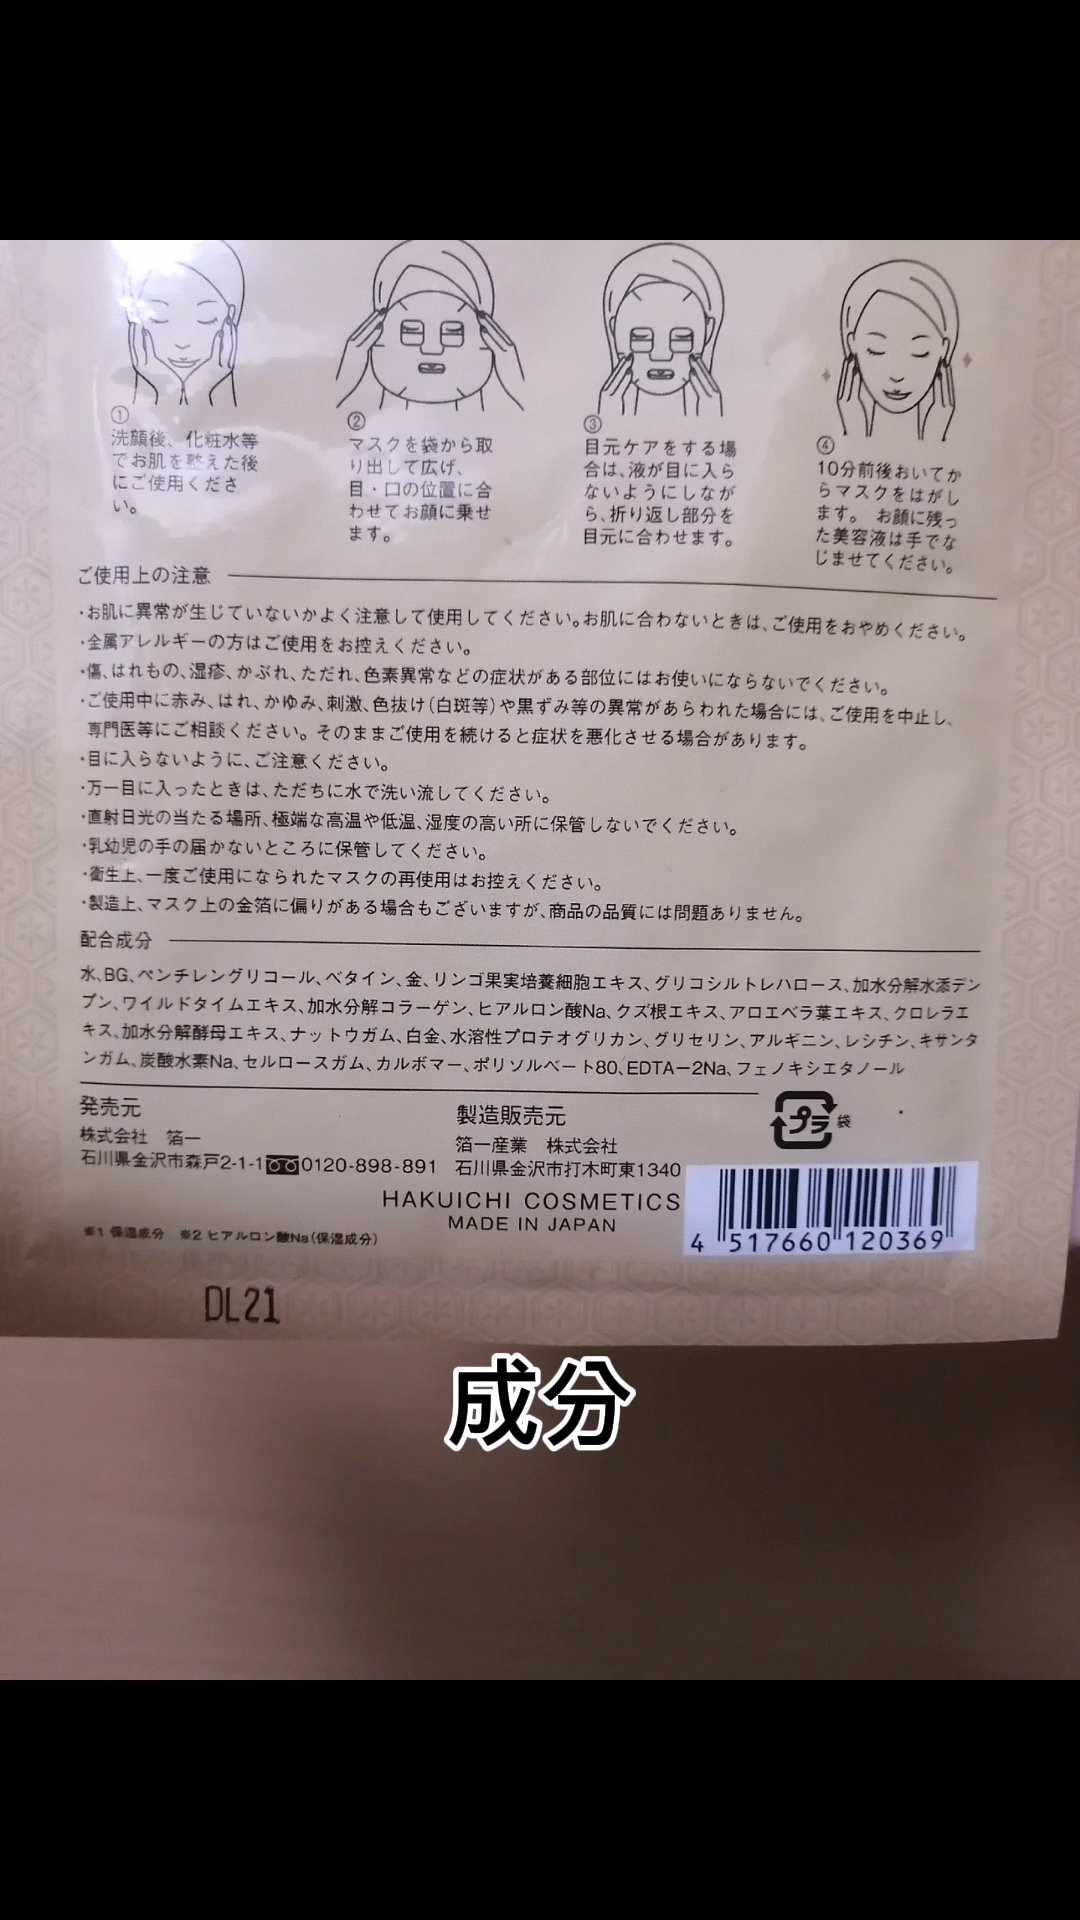 ①
洗顔後、化粧水等
でお肌を整えた後
にご使用くださ
い。
②
マスクを袋から取
り出して広げ、
目・口の位置に合
わせてお顔に乗せ
ます。
③
目元ケアをする場
合は、液が目に入ら
ないようにしなが
ら、折り返し部分を
目元に合わせます。
④
10分前後おいてか
らマスクをはがし
ます。 お顔に残っ
た美容液は手でな
じませてください。
ご使用上の注意
・お肌に異常が生じていないかよく注意して使用してください。お肌に合わないときは、ご使用をおやめください。
・金属アレルギーの方はご使用をお控えください。
・傷、はれもの、湿疹、かぶれ、ただれ、色素異常などの症状がある部位にはお使いにならないでください。
・ご使用中に赤み、はれ、かゆみ、刺激、色抜け(白斑等)や黒ずみ等の異常があらわれた場合には、ご使用を中止し、
専門医等にご相談ください。そのままご使用を続けると症状を悪化させる場合があります。
・目に入らないように、ご注意ください。
・万一目に入ったときは、ただちに水で洗い流してください。
・直射日光の当たる場所、極端な高温や低温、湿度の高い所に保管しないでください。
・乳幼児の手の届かないところに保管してください。
・衛生上、一度ご使用になられたマスクの再使用はお控えください。
・製造上、マスク上の金箔に偏りがある場合もございますが、商品の品質には問題ありません。
配合成分
水、BG、ペンチレングリコール、ベタイン、金、リンゴ果実培養細胞エキス、グリコシルトレハロース、加水分解水添デン
プン、ワイルドタイムエキス、加水分解コラーゲン、ヒアルロン酸Na、クズ根エキス、アロエベラ葉エキス、クロレラエ
キス、加水分解酵母エキス、ナットウガム、白金、水溶性プロテオグリカン、グリセリン、アルギニン、レシチン、キサンタ
ンガム、炭酸水素Na、セルロースガム、カルボマー、ポリソルベート80、EDTA-2Na、フェノキシエタノール
発売元
株式会社 箔一
石川県金沢市森戸2-1-1 0120-898-891
製造販売元
箔一産業 株式会社
石川県金沢市打木町東1340
プラ 袋
HAKUICHI COSMETICS
MADE IN JAPAN
4 517660 120369
※1 保湿成分 ※2 ヒアルロン酸Na(保湿成分)
DL21
成分